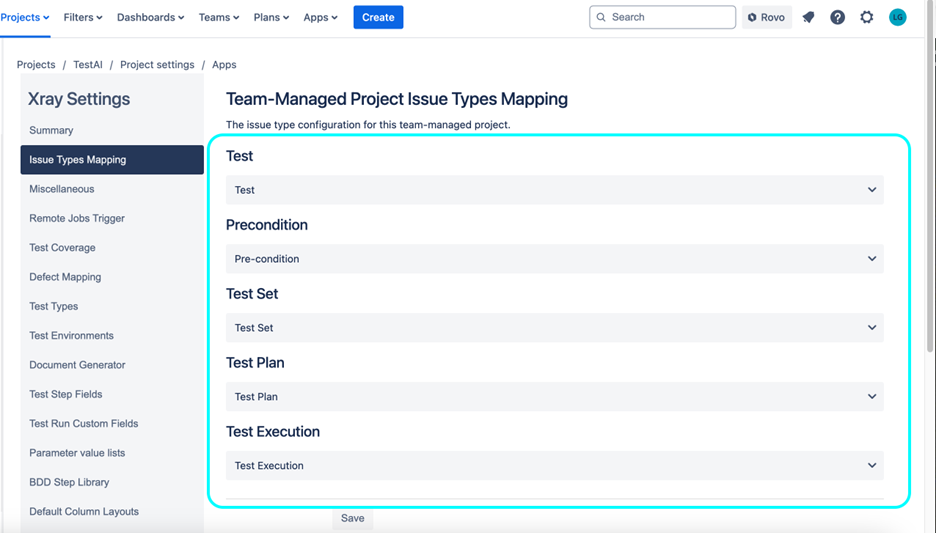 Projects Filters Dashboards Teams Plans Apps Create Search Rovo LG
Projects / TestAI / Project settings / Apps
Xray Settings
Summary
Issue Types Mapping
Miscellaneous
Remote Jobs Trigger
Test Coverage
Defect Mapping
Test Types
Test Environments
Document Generator
Test Step Fields
Test Run Custom Fields
Parameter value lists
BDD Step Library
Default Column Layouts
Team-Managed Project Issue Types Mapping
The issue type configuration for this team-managed project.
Test
Test
Precondition
Pre-condition
Test Set
Test Set
Test Plan
Test Plan
Test Execution
Test Execution
Save